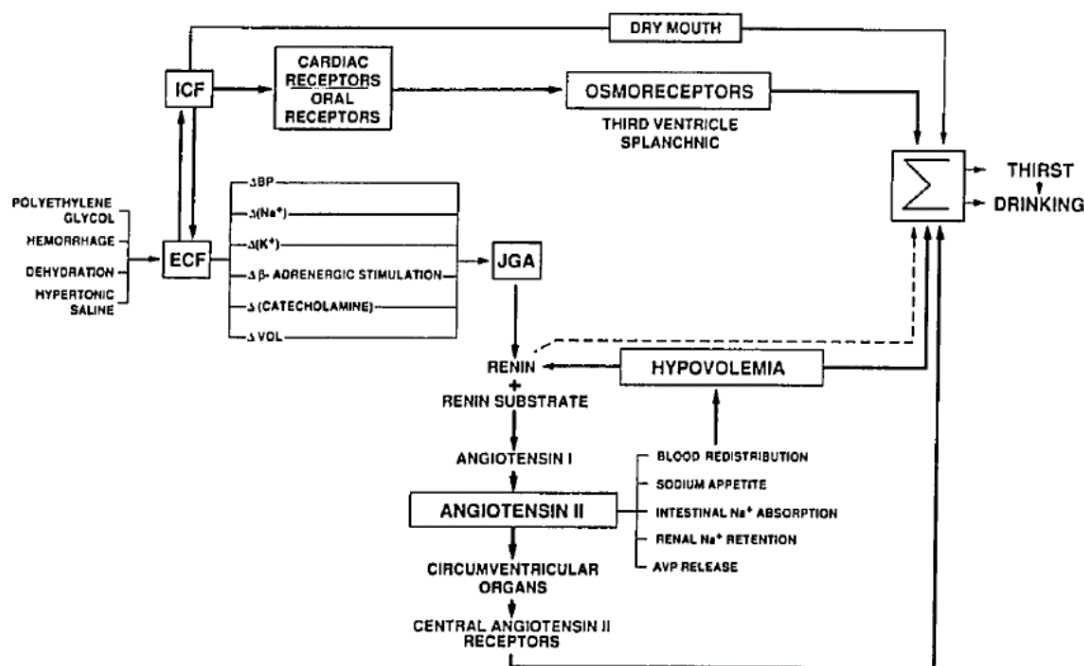 DRY MOUTH
ICF
CARDIAC
RECEPTORS
ORAL
RECEPTORS
OSMORECEPTORS
THIRD VENTRICLE
SPLANCHNIC
Σ
THIRST
DRINKING
POLYETHYLENE
GLYCOL
HEMORRHAGE
DEHYDRATION
HYPERTONIC
SALINE
ECF
ΔBP
Δ(Na⁺)
Δ(K⁺)
Δβ- ADRENERGIC STIMULATION
Δ(CATECHOLAMINE)
ΔVOL
JGA
RENIN
+
RENIN SUBSTRATE
HYPOVOLEMIA
ANGIOTENSIN I
ANGIOTENSIN II
BLOOD REDISTRIBUTION
SODIUM APPETITE
INTESTINAL Na⁺ ABSORPTION
RENAL Na⁺ RETENTION
AVP RELEASE
CIRCUMVENTRICULAR
ORGANS
CENTRAL ANGIOTENSIN II
RECEPTORS